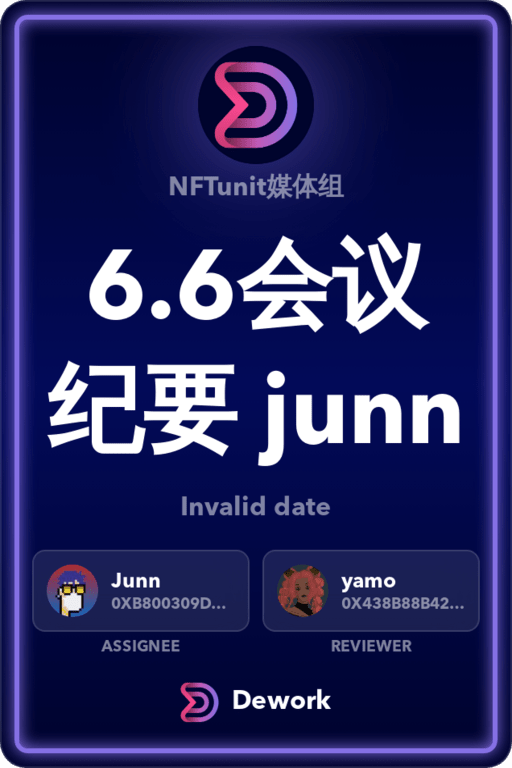 NFTunit媒体组
6.6会议
纪要 junn
Invalid date
Junn
0XB800309D...
ASSIGNEE
yamo
0X438B88B42...
REVIEWER
Dework